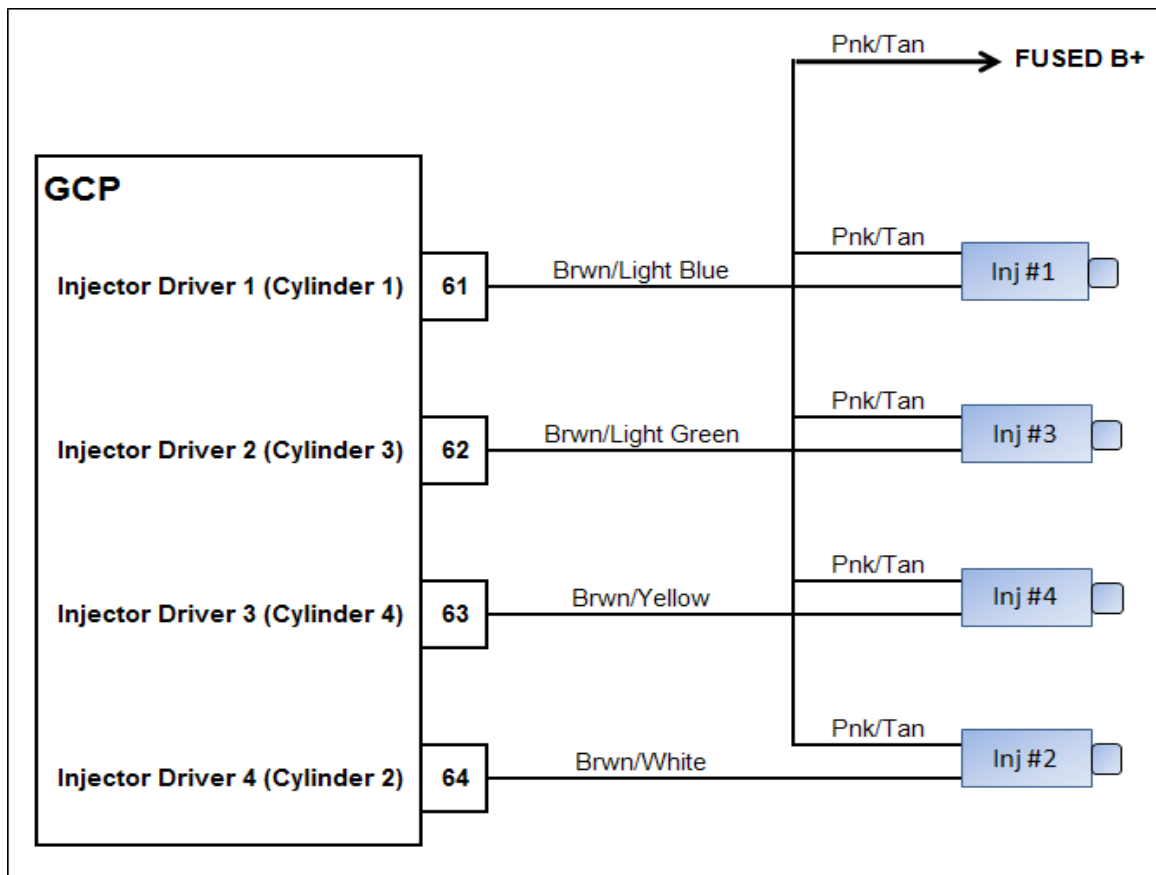 Pnk/Tan
FUSED B+
GCP
Pnk/Tan
Injector Driver 1 (Cylinder 1)
61
Brwn/Light Blue
Inj #1
Pnk/Tan
Injector Driver 2 (Cylinder 3)
62
Brwn/Light Green
Inj #3
Pnk/Tan
Injector Driver 3 (Cylinder 4)
63
Brwn/Yellow
Inj #4
Pnk/Tan
Injector Driver 4 (Cylinder 2)
64
Brwn/White
Inj #2